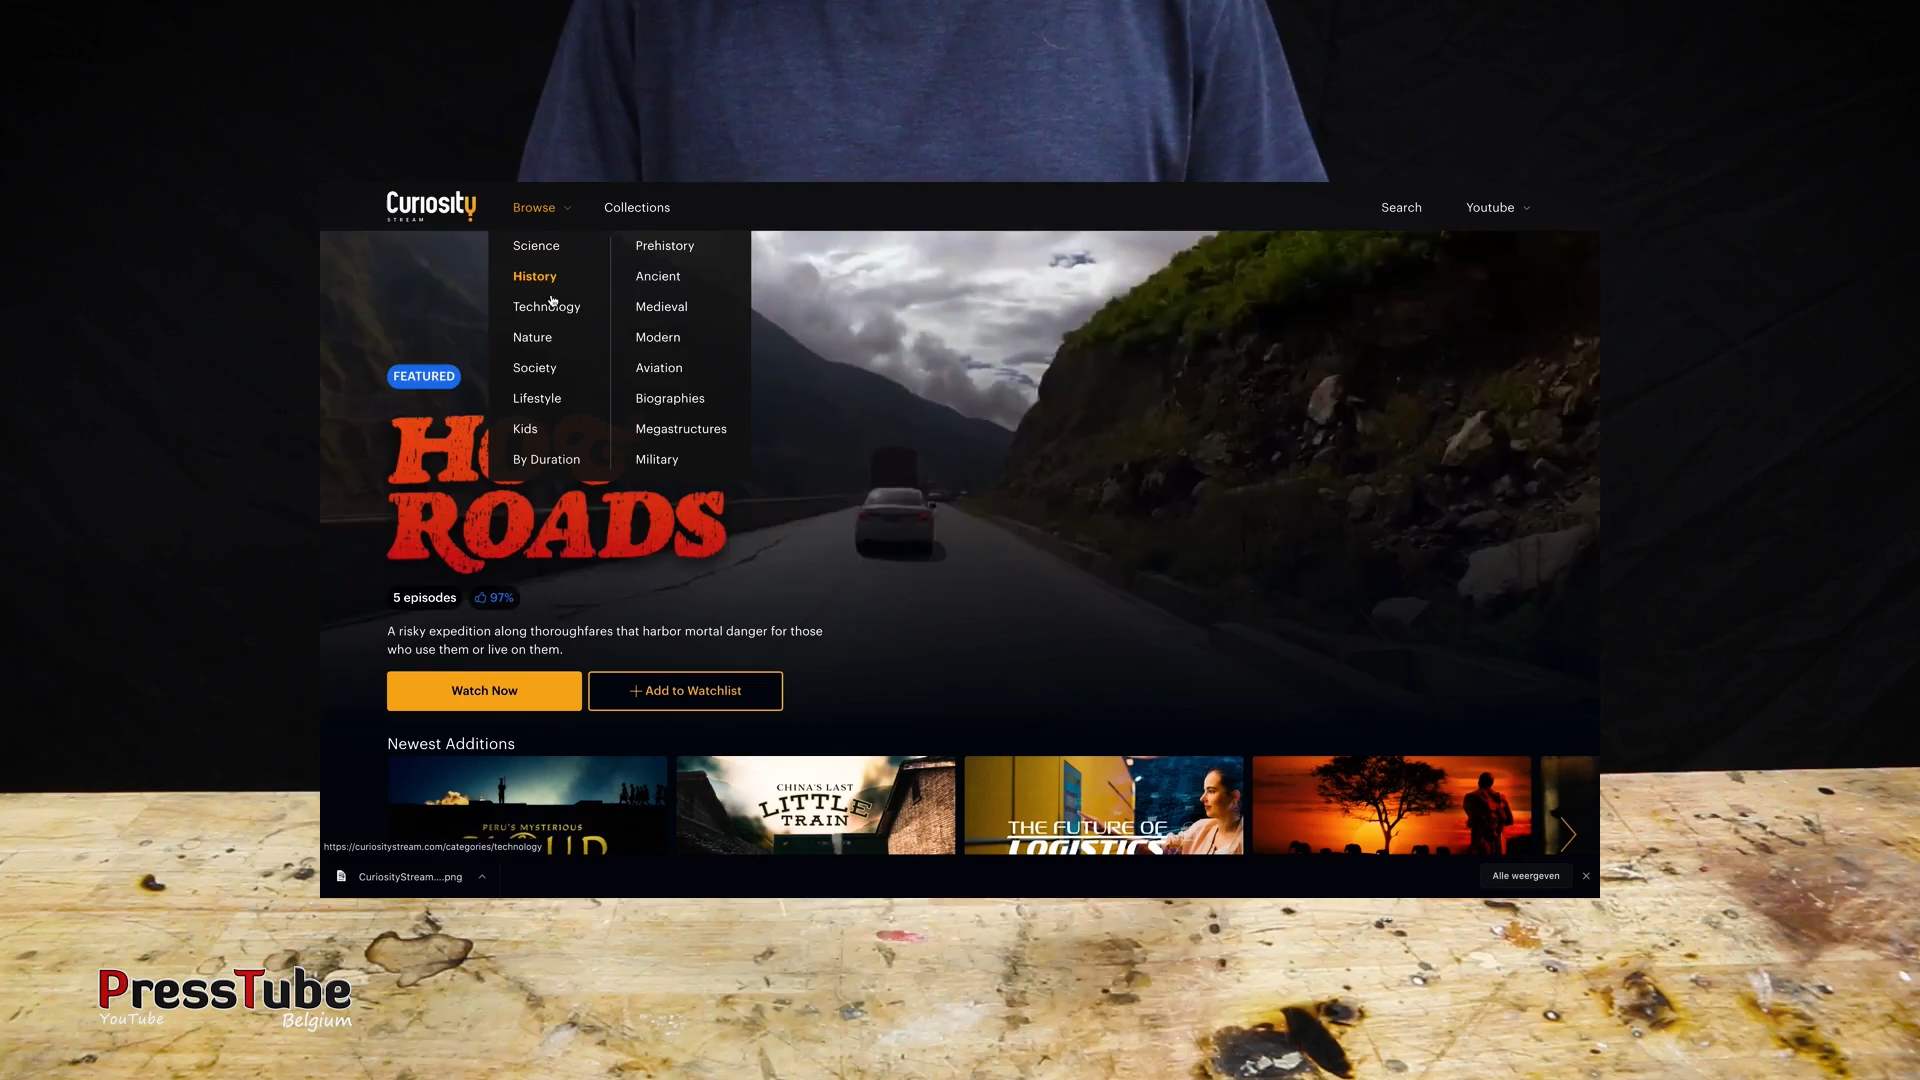 Curiosity
STREAM
Browse
Collections
Search
Youtube
Science
Prehistory
History
Ancient
Technology
Medieval
Nature
Modern
Society
Aviation
Lifestyle
Biographies
Kids
Megastructures
By Duration
Military
FEATURED
ROADS
5 episodes
97%
A risky expedition along thoroughfares that harbor mortal danger for those
who use them or live on them.
Watch Now
Add to Watchlist
Newest Additions
PERU'S MYSTERIOUS
CHINA'S LAST
LITTLE
TRAIN
THE FUTURE OF
LOGISTICS
https://curiositystream.com/categories/technology
CuriosityStream....png
Alle weergeven
PressTube
YouTube
Belgium